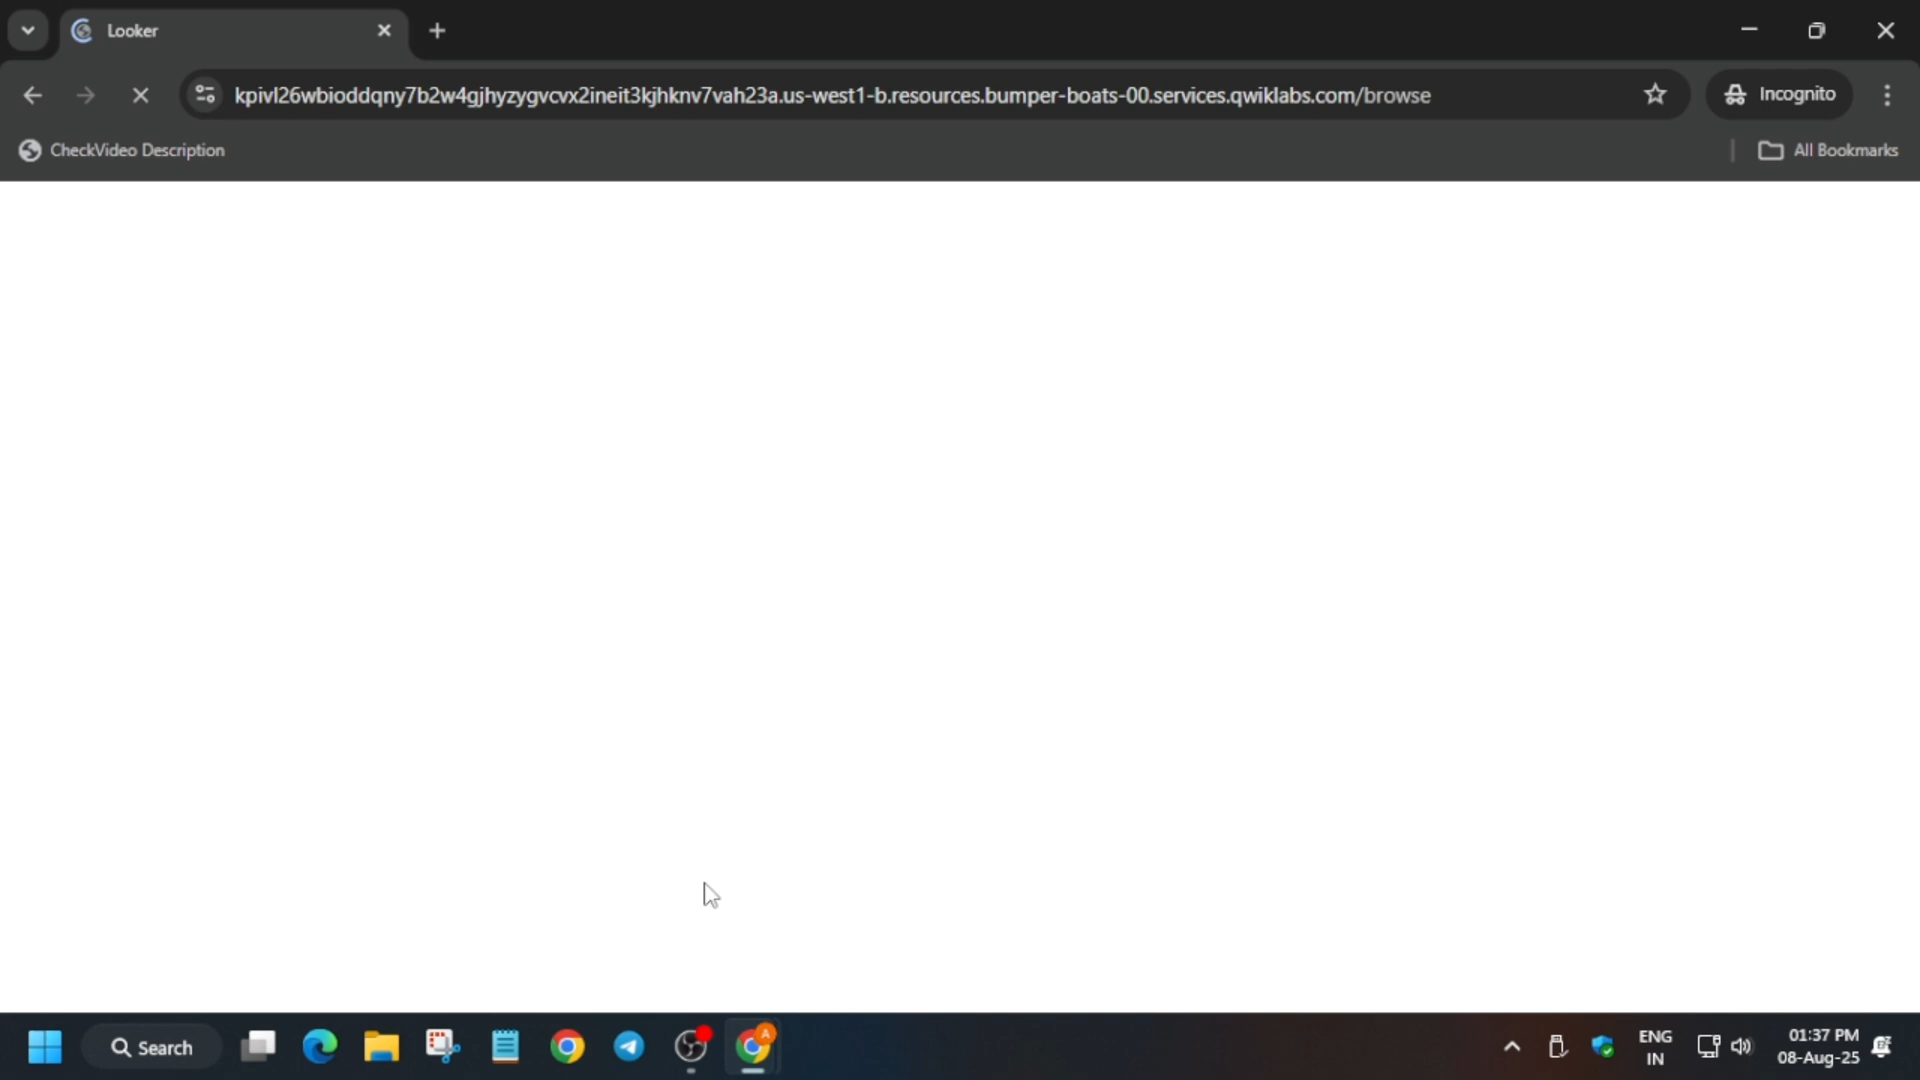 Looker
kpivl26wbioddqny7b2w4gjhyzygvcvx2ineit3kjhknv7vah23a.us-west1-b.resources.bumper-boats-00.services.qwiklabs.com/browse
Incognito
CheckVideo Description
All Bookmarks
Search
A
ENG
IN
01:37 PM
08-Aug-25